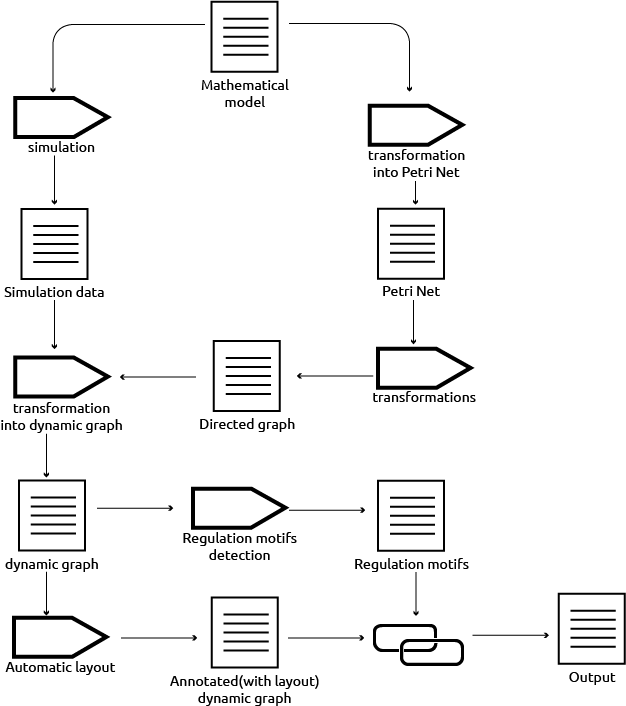 Mathematical
model
simulation
transformation
into Petri Net
Simulation data
Petri Net
transformation
into dynamic graph
Directed graph
transformations
dynamic graph
Regulation motifs
detection
Regulation motifs
Automatic layout
Annotated(with layout)
dynamic graph
Output